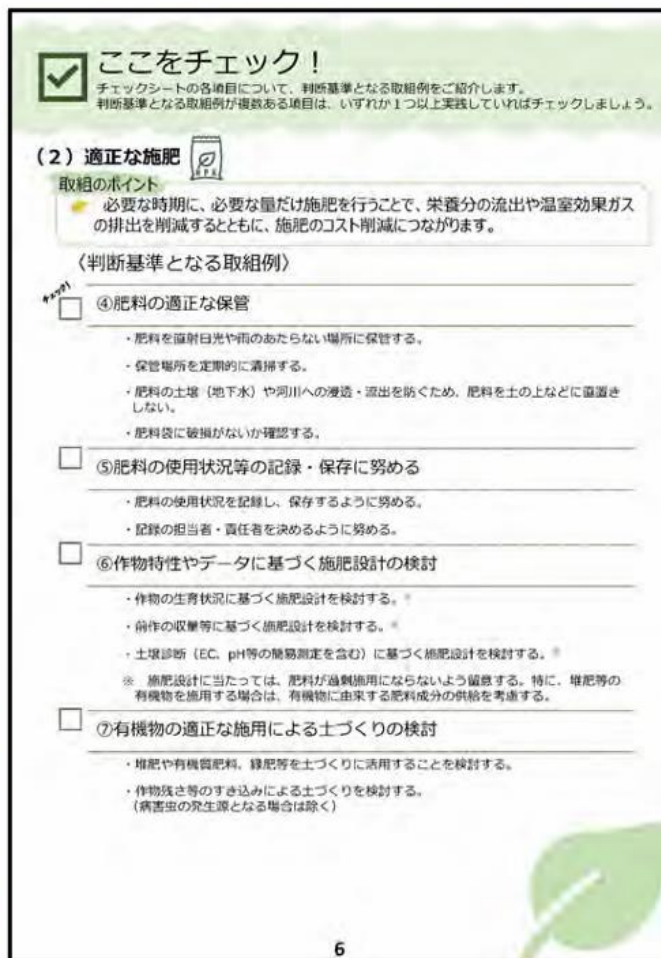 ここをチェック！
チェックシートの各項目について、判断基準となる取組例をご紹介します。
判断基準となる取組例が複数ある項目は、いずれか１つ以上実践していればチェックしましょう。
（２）適正な施肥
取組のポイント
必要な時期に、必要な量だけ施肥を行うことで、栄養分の流出や温室効果ガス
の排出を削減するとともに、施肥のコスト削減につながります。
〈判断基準となる取組例〉
チェック！
④肥料の適正な保管
・肥料を直射日光や雨のあたらない場所に保管する。
・保管場所を定期的に清掃する。
・肥料の土壌（地下水）や河川への浸透・流出を防ぐため、肥料を土の上などに直置き
しない。
・肥料袋に破損がないか確認する。
⑤肥料の使用状況等の記録・保存に努める
・肥料の使用状況を記録し、保存するように努める。
・記録の担当者・責任者を決めるように努める。
⑥作物特性やデータに基づく施肥設計の検討
・作物の生育状況に基づく施肥設計を検討する。※
・前作の収量等に基づく施肥設計を検討する。※
・土壌診断（EC、pH等の簡易測定を含む）に基づく施肥設計を検討する。※
※　施肥設計に当たっては、肥料が過剰施用にならないよう留意する。特に、堆肥等の
有機物を施用する場合は、有機物に由来する肥料成分の供給を考慮する。
⑦有機物の適正な施用による土づくりの検討
・堆肥や有機質肥料、緑肥等を土づくりに活用することを検討する。
・作物残さ等のすき込みによる土づくりを検討する。
（病害虫の発生源となる場合は除く）
6